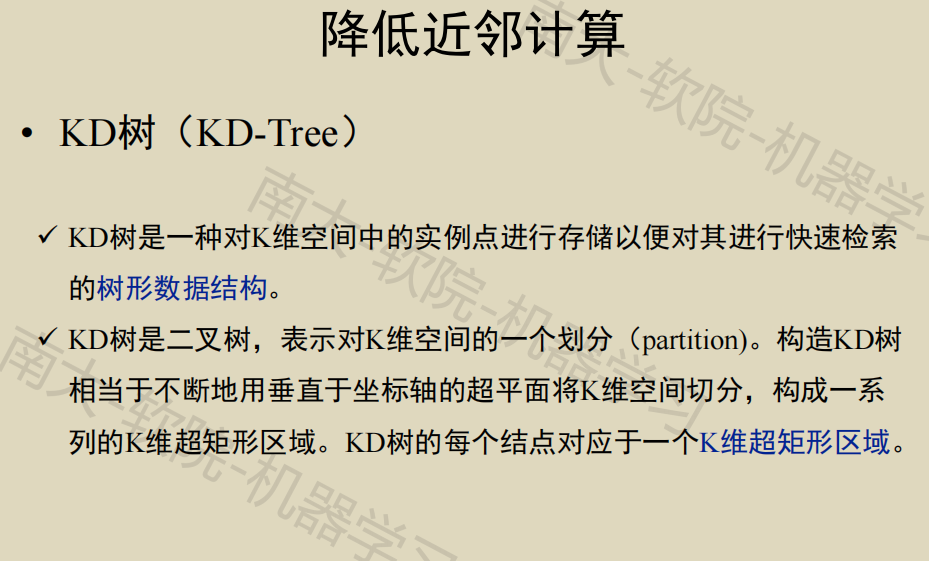 降低近邻计算
• KD树（KD-Tree）
✓ KD树是一种对K维空间中的实例点进行存储以便对其进行快速检索
的树形数据结构。
✓ KD树是二叉树，表示对K维空间的一个划分（partition)。构造KD树
相当于不断地用垂直于坐标轴的超平面将K维空间切分，构成一系
列的K维超矩形区域。KD树的每个结点对应于一个K维超矩形区域。
南大-软院-机器学习
南大-软院-机器学习
南大-软院-机器学习